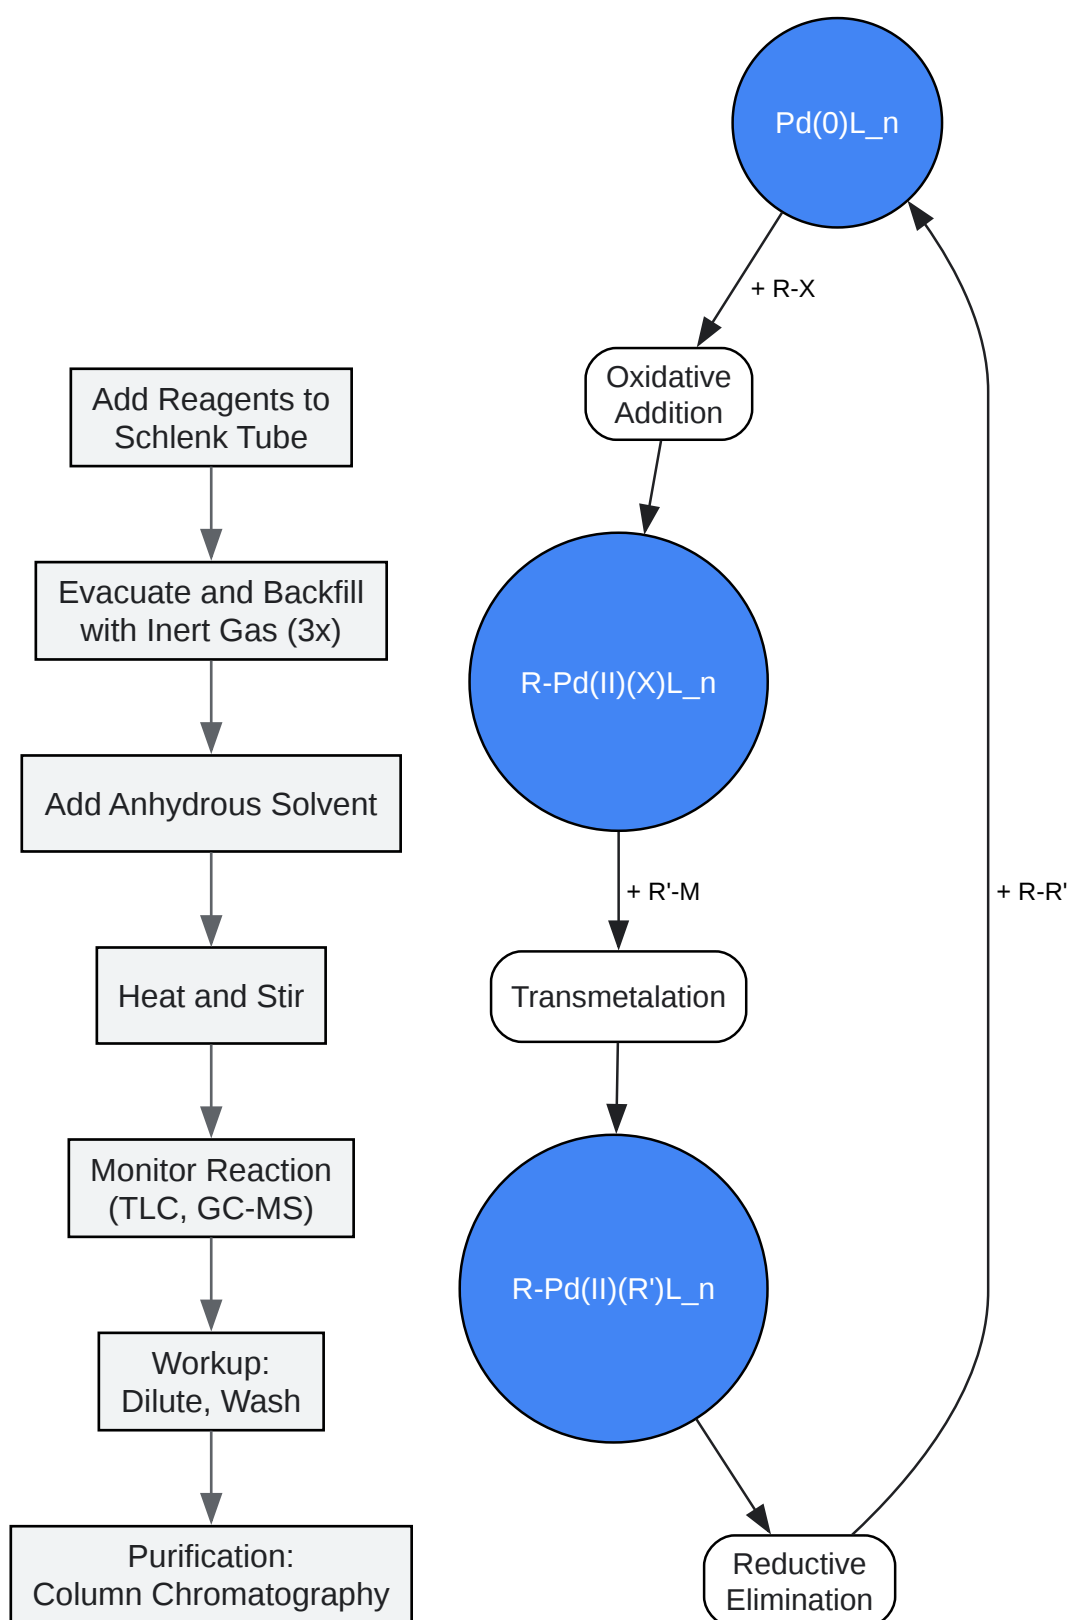 Add Reagents to
Schlenk Tube
Evacuate and Backfill
with Inert Gas (3x)
Add Anhydrous Solvent
Heat and Stir
Monitor Reaction
(TLC, GC-MS)
Workup:
Dilute, Wash
Purification:
Column Chromatography
Pd(0)L_n
+ R-X
Oxidative
Addition
R-Pd(II)(X)L_n
+ R'-M
Transmetalation
R-Pd(II)(R')L_n
Reductive
Elimination
+ R-R'